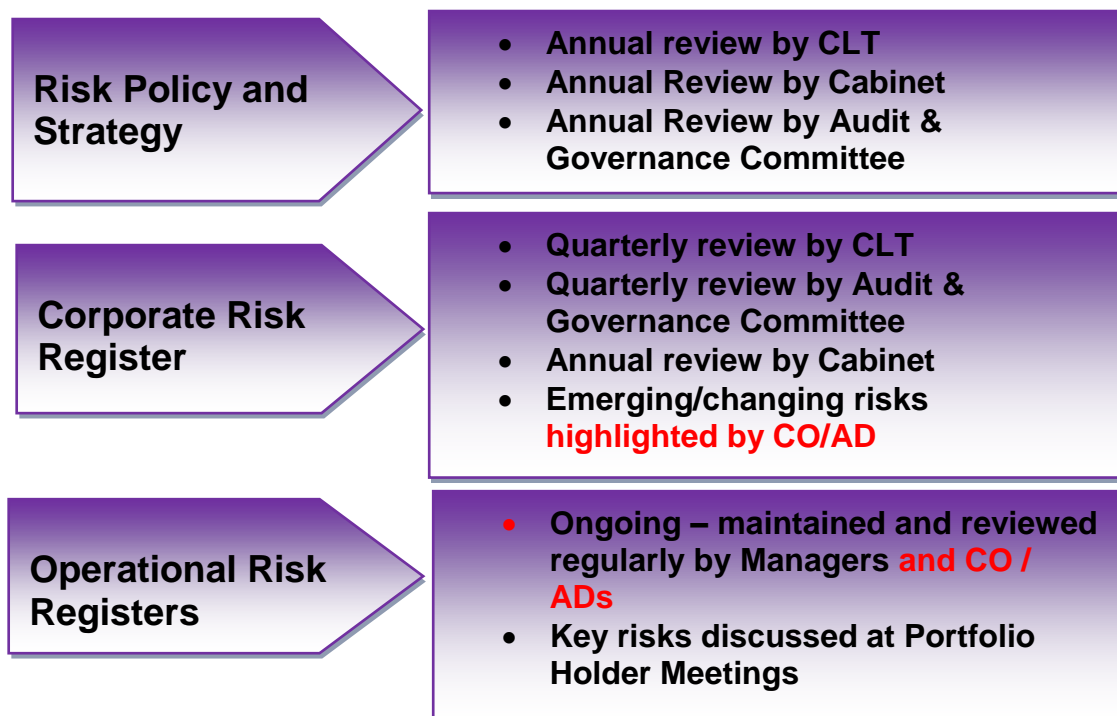 Risk Policy and
Strategy
• Annual review by CLT
• Annual Review by Cabinet
• Annual Review by Audit &
Governance Committee
Corporate Risk
Register
• Quarterly review by CLT
• Quarterly review by Audit &
Governance Committee
• Annual review by Cabinet
• Emerging/changing risks
highlighted by CO/AD
Operational Risk
Registers
• Ongoing – maintained and reviewed
regularly by Managers and CO /
ADs
• Key risks discussed at Portfolio
Holder Meetings